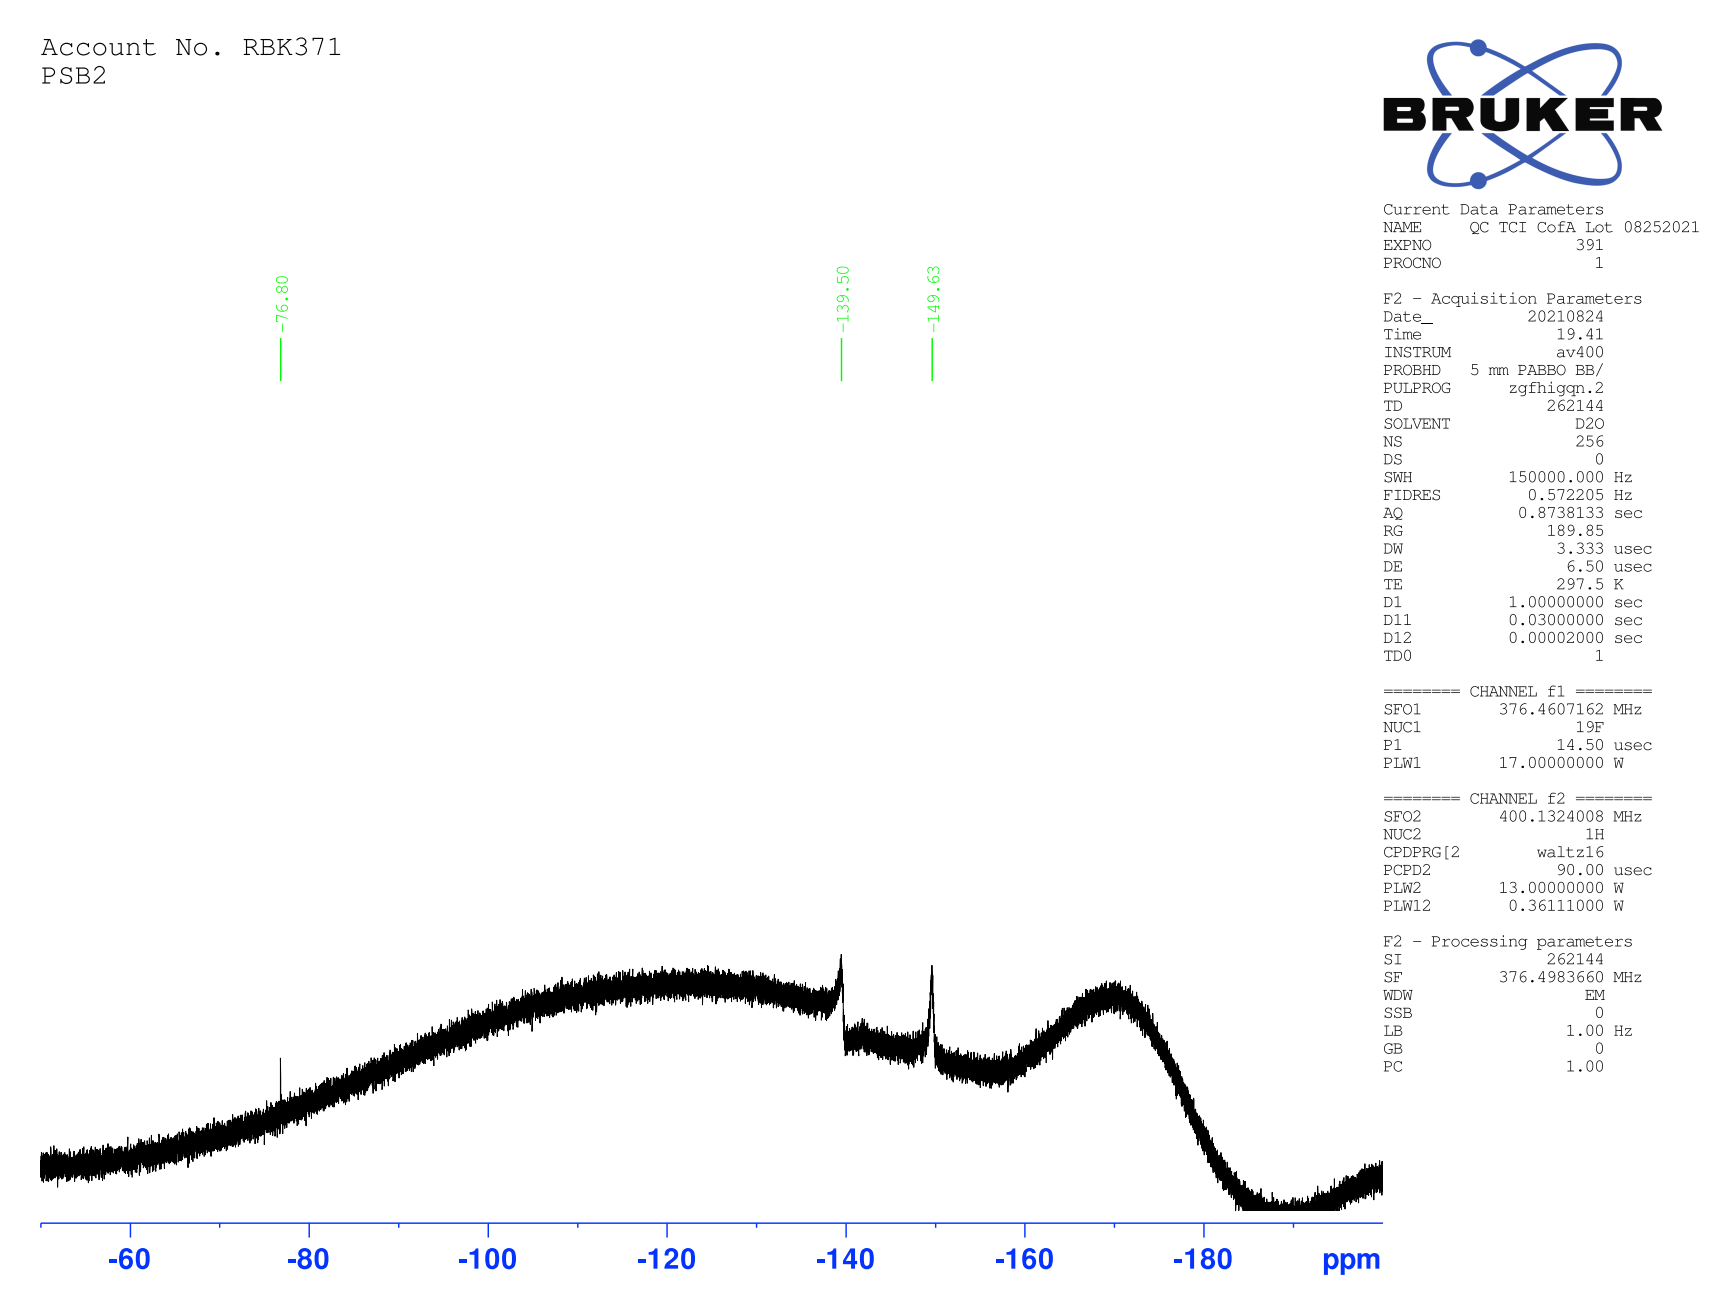 Account No. RBK371
PSB2
BRUKER
Current Data Parameters
NAME QC TCI CofA Lot 08252021
EXPNO 391
PROCNO 1
F2 - Acquisition Parameters
Date_ 20210824
Time 19.41
INSTRUM av400
PROBHD 5 mm PABBO BB/
PULPROG zgfhigqn.2
TD 262144
SOLVENT D2O
NS 256
DS 0
SWH 150000.000 Hz
FIDRES 0.572205 Hz
AQ 0.8738133 sec
RG 189.85
DW 3.333 usec
DE 6.50 usec
TE 297.5 K
D1 1.00000000 sec
D11 0.03000000 sec
D12 0.00002000 sec
TD0 1
======== CHANNEL f1 ========
SFO1 376.4607162 MHz
NUC1 19F
P1 14.50 usec
PLW1 17.00000000 W
======== CHANNEL f2 ========
SFO2 400.1324008 MHz
NUC2 1H
CPDPRG[2 waltz16
PCPD2 90.00 usec
PLW2 13.00000000 W
PLW12 0.36111000 W
F2 - Processing parameters
SI 262144
SF 376.4983660 MHz
WDW EM
SSB 0
LB 1.00 Hz
GB 0
PC 1.00
-76.80
-139.50
-149.63
-60 -80 -100 -120 -140 -160 -180 ppm